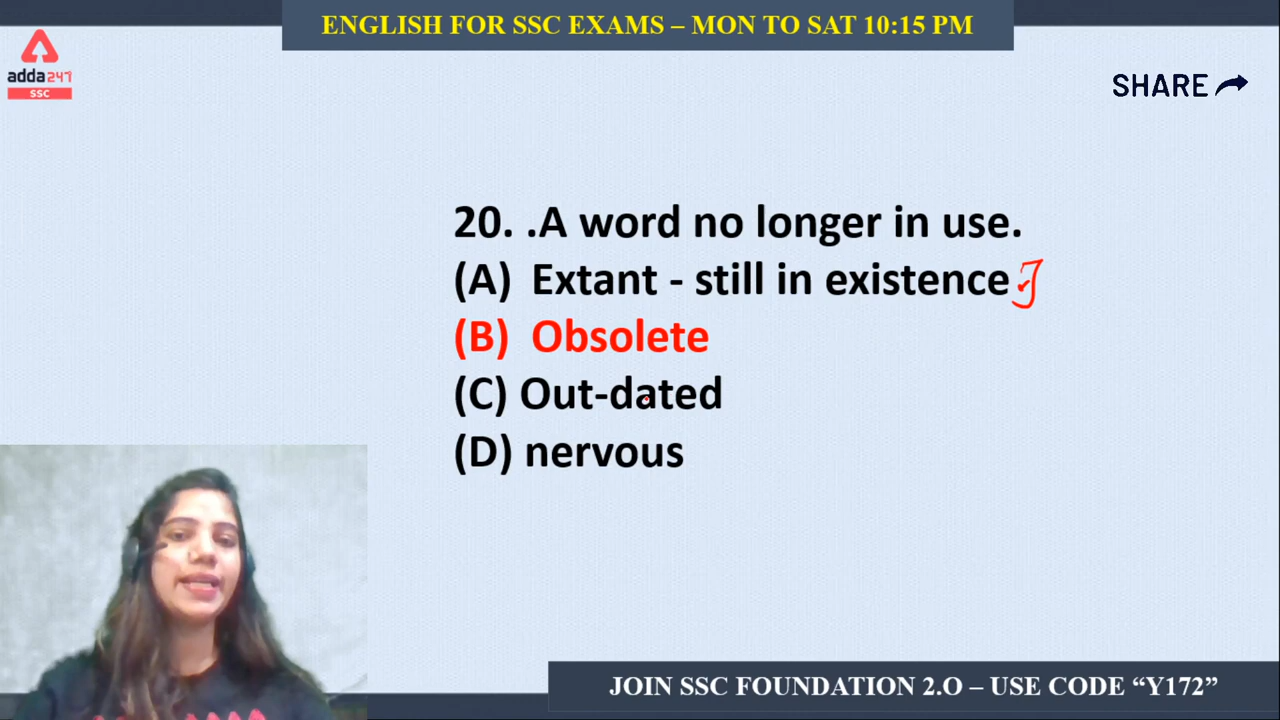 ENGLISH FOR SSC EXAMS – MON TO SAT 10:15 PM
adda247
SSC
SHARE
20. .A word no longer in use.
(A) Extant - still in existence
(B) Obsolete
(C) Out-dated
(D) nervous
JOIN SSC FOUNDATION 2.O – USE CODE “Y172”